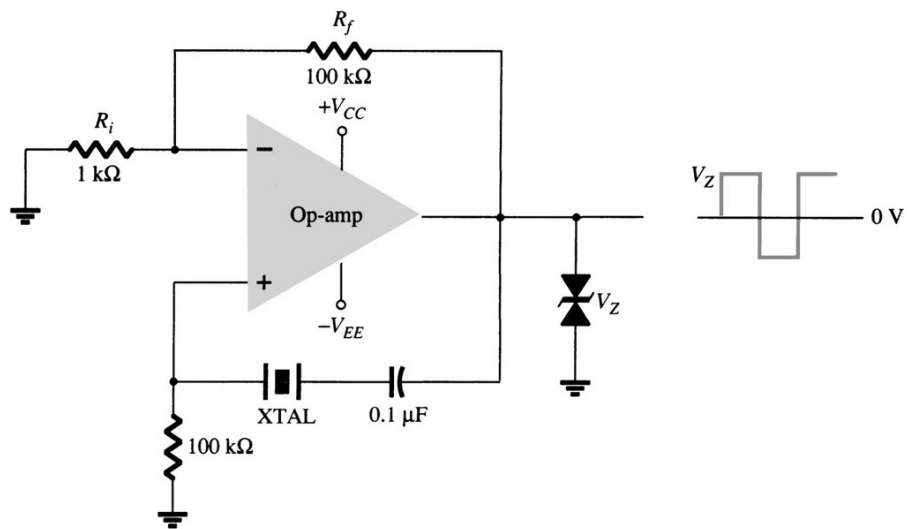 R_f
100 kΩ
+V_CC
R_i
1 kΩ
−
Op-amp
+
−V_EE
V_Z
V_Z
0 V
XTAL
0.1 μF
100 kΩ